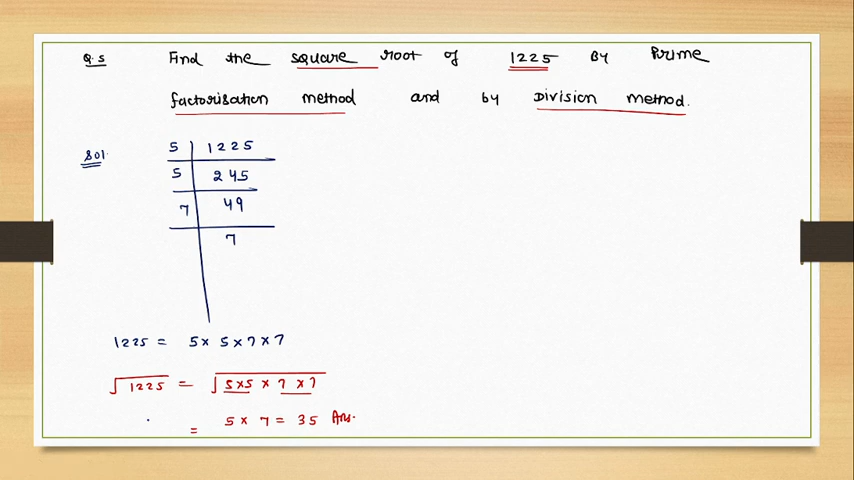 Q.5 Find the square root of 1225 By Prime
factorisation method and by Division method.
Sol.
5 | 1225
5 | 245
7 | 49
7
1225 = 5 × 5 × 7 × 7
√1225 = √5×5 × 7 × 7
= 5 × 7 = 35 Ans.